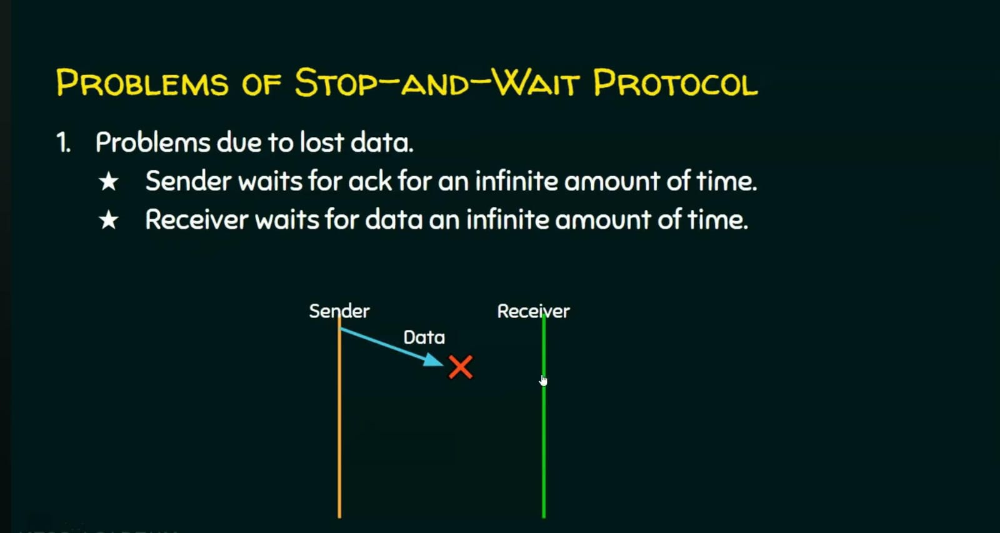 PROBLEMS OF STOP-AND-WAIT PROTOCOL
1. Problems due to lost data.
★ Sender waits for ack for an infinite amount of time.
★ Receiver waits for data an infinite amount of time.
Sender Receiver
Data